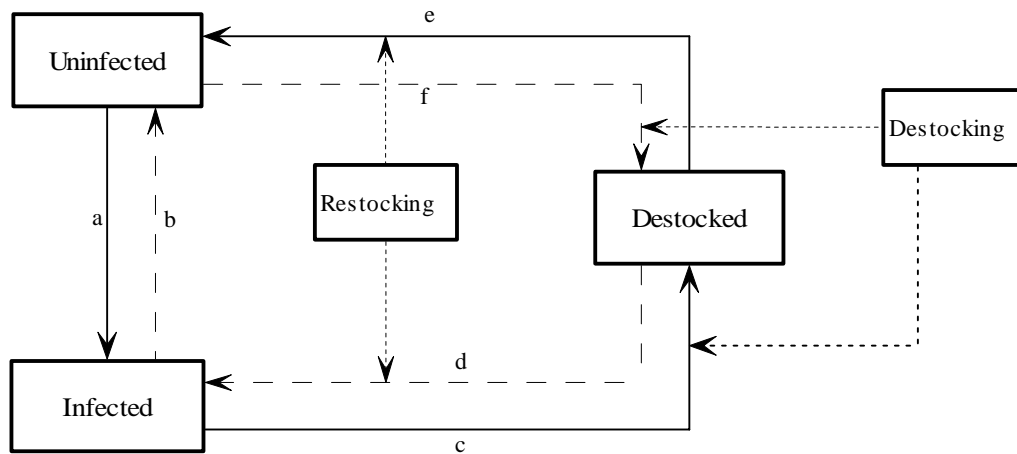 e
Uninfected
f
Destocking
Restocking
Destocked
a
b
d
Infected
c